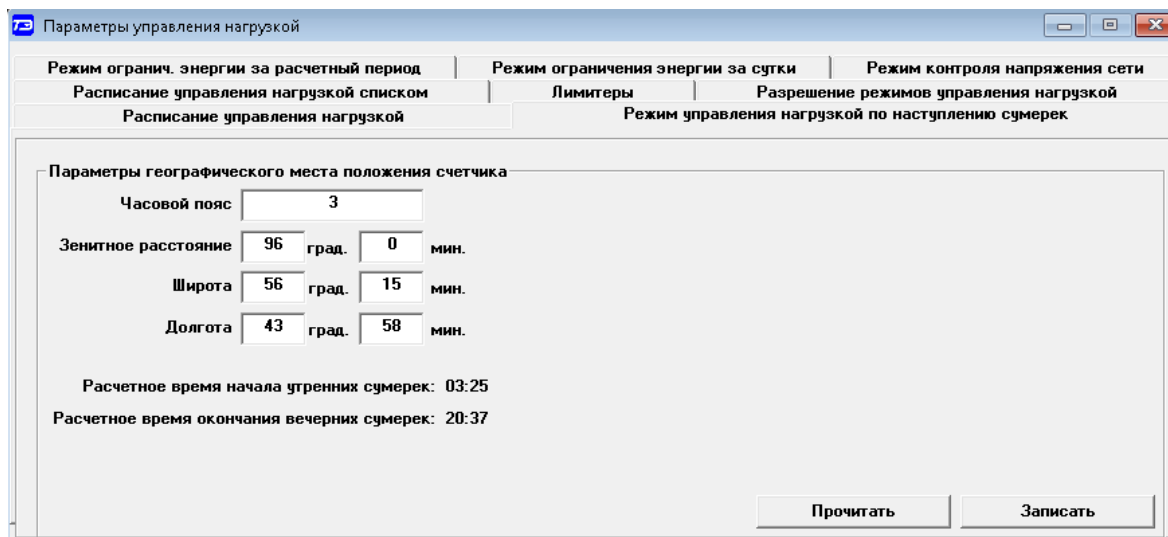 ТЭ Параметры управления нагрузкой
Режим огранич. энергии за расчетный период Режим ограничения энергии за сутки Режим контроля напряжения сети
Расписание управления нагрузкой списком Лимитеры Разрешение режимов управления нагрузкой
Расписание управления нагрузкой Режим управления нагрузкой по наступлению сумерек
Параметры географического места положения счетчика
Часовой пояс 3
Зенитное расстояние 96 град. 0 мин.
Широта 56 град. 15 мин.
Долгота 43 град. 58 мин.
Расчетное время начала утренних сумерек: 03:25
Расчетное время окончания вечерних сумерек: 20:37
Прочитать Записать